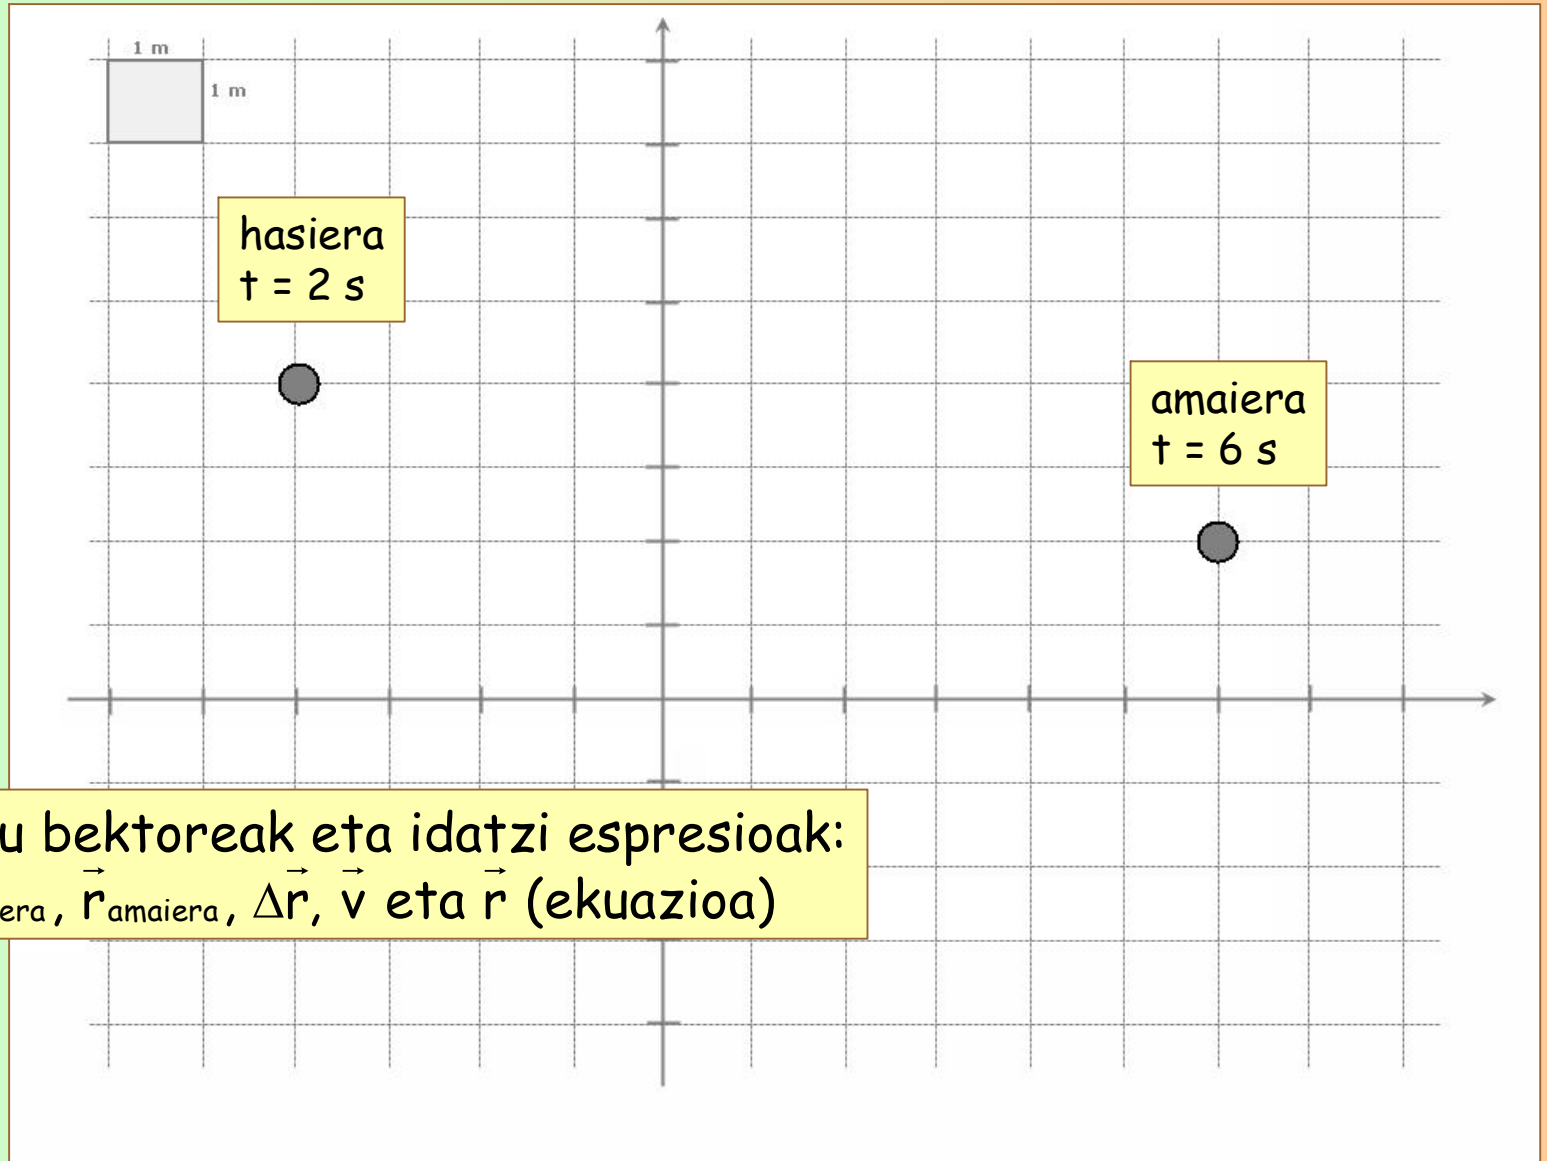 1 m
1 m
hasiera
t = 2 s
amaiera
t = 6 s
u bektoreak eta idatzi espresioak:
era, r⃗amaiera, Δr⃗, v⃗ eta r⃗ (ekuazioa)